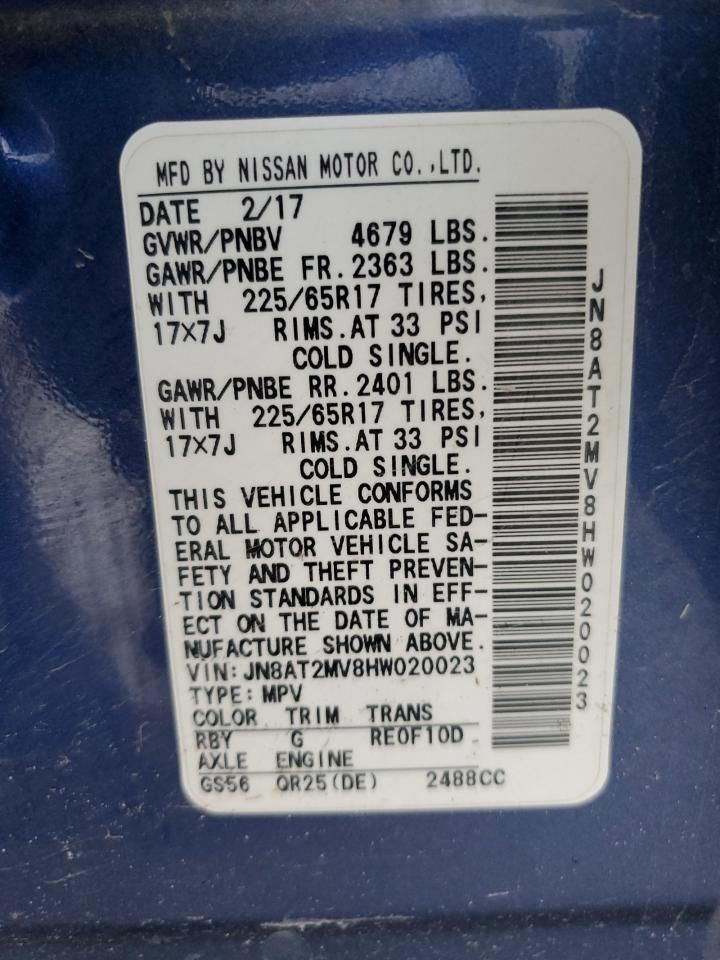 MFD BY NISSAN MOTOR CO.,LTD.
DATE 2/17
GVWR/PNBV 4679 LBS.
GAWR/PNBE FR.2363 LBS.
WITH 225/65R17 TIRES,
17X7J RIMS.AT 33 PSI
COLD SINGLE.
GAWR/PNBE RR.2401 LBS.
WITH 225/65R17 TIRES,
17X7J RIMS.AT 33 PSI
COLD SINGLE.
THIS VEHICLE CONFORMS
TO ALL APPLICABLE FED-
ERAL MOTOR VEHICLE SA-
FETY AND THEFT PREVEN-
TION STANDARDS IN EFF-
ECT ON THE DATE OF MA-
NUFACTURE SHOWN ABOVE.
VIN:JN8AT2MV8HW020023
TYPE:MPV
COLOR TRIM TRANS
RBY G RE0F10D
AXLE ENGINE
GS56 QR25(DE) 2488CC
JN8AT2MV8HW020023